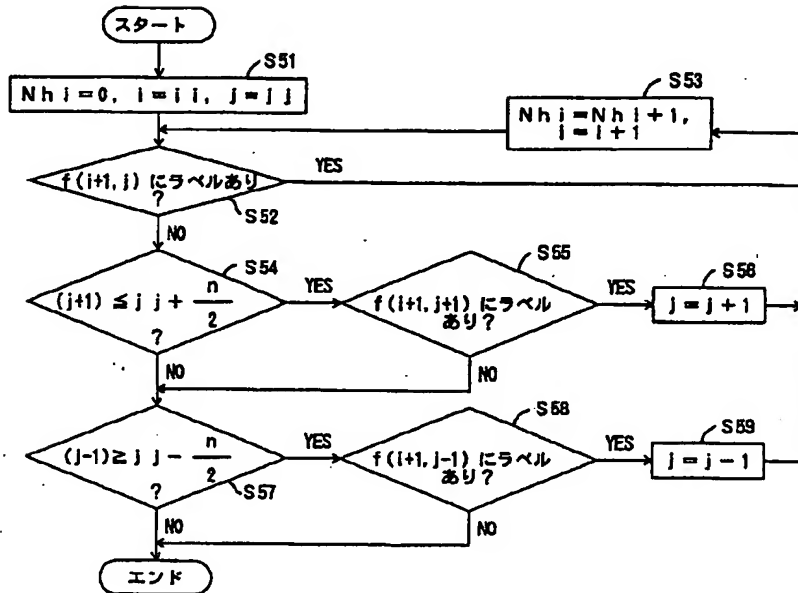 スタート
S51
Nhi=0, i=ii, j=jj
S53
Nhi=Nhi+1,
i=i+1
f(i+1,j)にラベルあり
?
YES
S52
NO
S54
(j+1) ≦ jj + n/2
?
YES
S55
f(i+1,j+1)にラベル
あり?
YES
S56
j=j+1
NO
NO
(j-1) ≧ jj - n/2
?
S57
YES
S58
f(i+1,j-1)にラベル
あり?
YES
S59
j=j-1
NO
NO
エンド